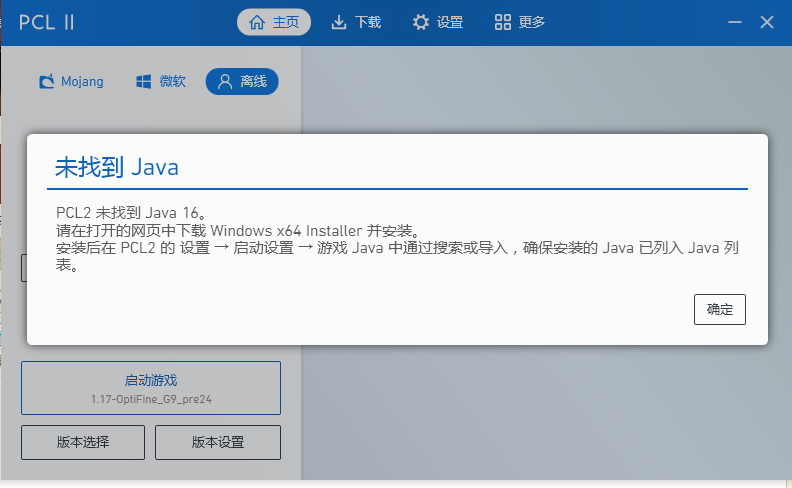 PCL II
主页
下载
设置
更多
Mojang
微软
离线
未找到 Java
PCL2 未找到 Java 16。
请在打开的网页中下载 Windows x64 Installer 并安装。
安装后在 PCL2 的 设置 → 启动设置 → 游戏 Java 中通过搜索或导入，确保安装的 Java 已列入 Java 列
表。
确定
启动游戏
1.17-OptiFine_G9_pre24
版本选择
版本设置